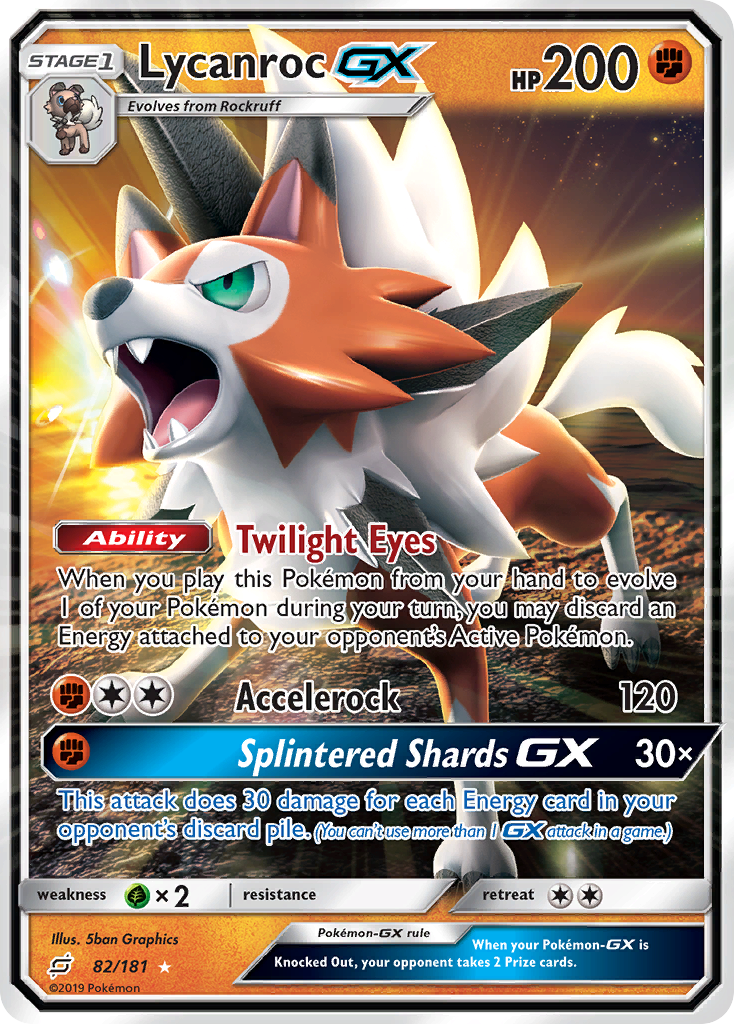 STAGE1
Lycanroc GX
HP 200
Evolves from Rockruff
Ability Twilight Eyes
When you play this Pokémon from your hand to evolve
1 of your Pokémon during your turn, you may discard an
Energy attached to your opponent's Active Pokémon.
Accelerock 120
Splintered Shards GX 30×
This attack does 30 damage for each Energy card in your
opponent's discard pile. (You can't use more than 1 GX attack in a game.)
weakness ×2 resistance retreat
Illus. 5ban Graphics
82/181
©2019 Pokémon
Pokémon-GX rule
When your Pokémon-GX is
Knocked Out, your opponent takes 2 Prize cards.